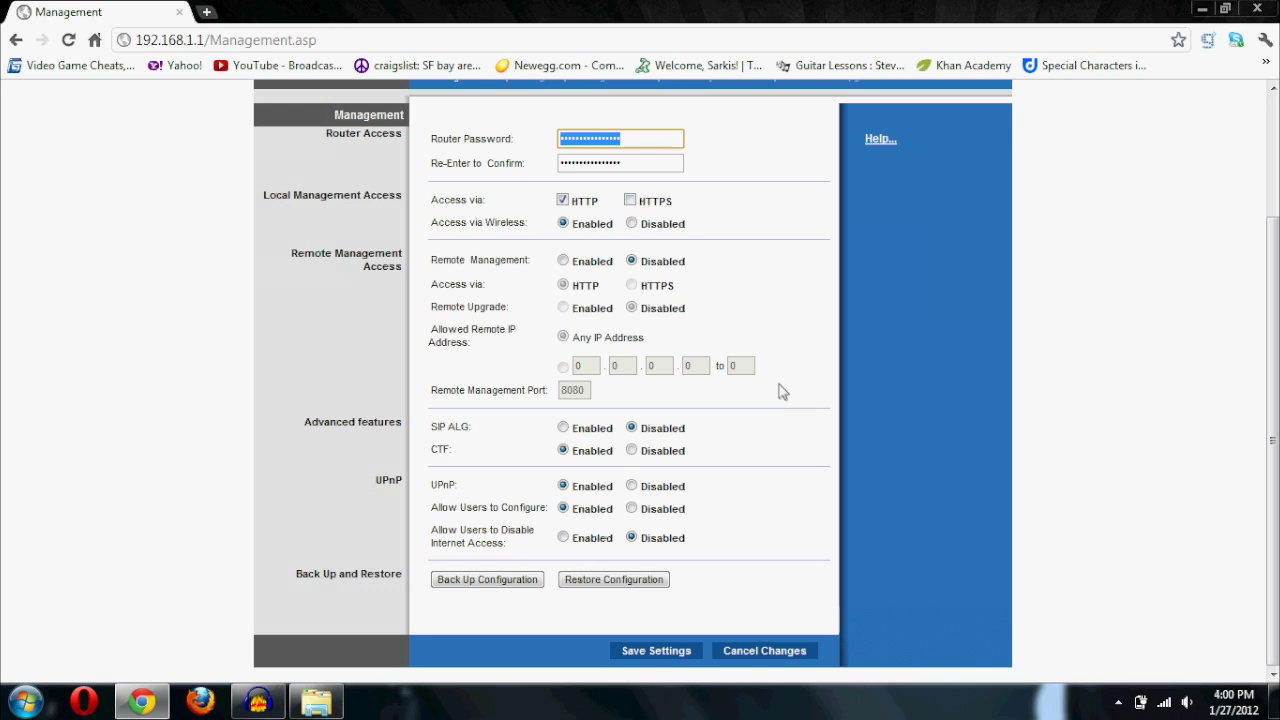 Management
192.168.1.1/Management.asp
Video Game Cheats,... Yahoo! YouTube - Broadcas... craigslist: SF bay are... Newegg.com - Com... Welcome, Sarkis! | T... Guitar Lessons : Stev... Khan Academy Special Characters i... »
Management
Router Access
Router Password: ••••••••••••••••
Help...
Re-Enter to Confirm: ••••••••••••••••
Local Management Access
Access via: HTTP HTTPS
Access via Wireless: Enabled Disabled
Remote Management
Access
Remote Management: Enabled Disabled
Access via: HTTP HTTPS
Remote Upgrade: Enabled Disabled
Allowed Remote IP
Address:
Any IP Address
0 . 0 . 0 . 0 to 0
Remote Management Port: 8080
Advanced features
SIP ALG: Enabled Disabled
CTF: Enabled Disabled
UPnP
UPnP: Enabled Disabled
Allow Users to Configure: Enabled Disabled
Allow Users to Disable
Internet Access:
Enabled Disabled
Back Up and Restore
Back Up Configuration Restore Configuration
Save Settings Cancel Changes
4:00 PM
1/27/2012